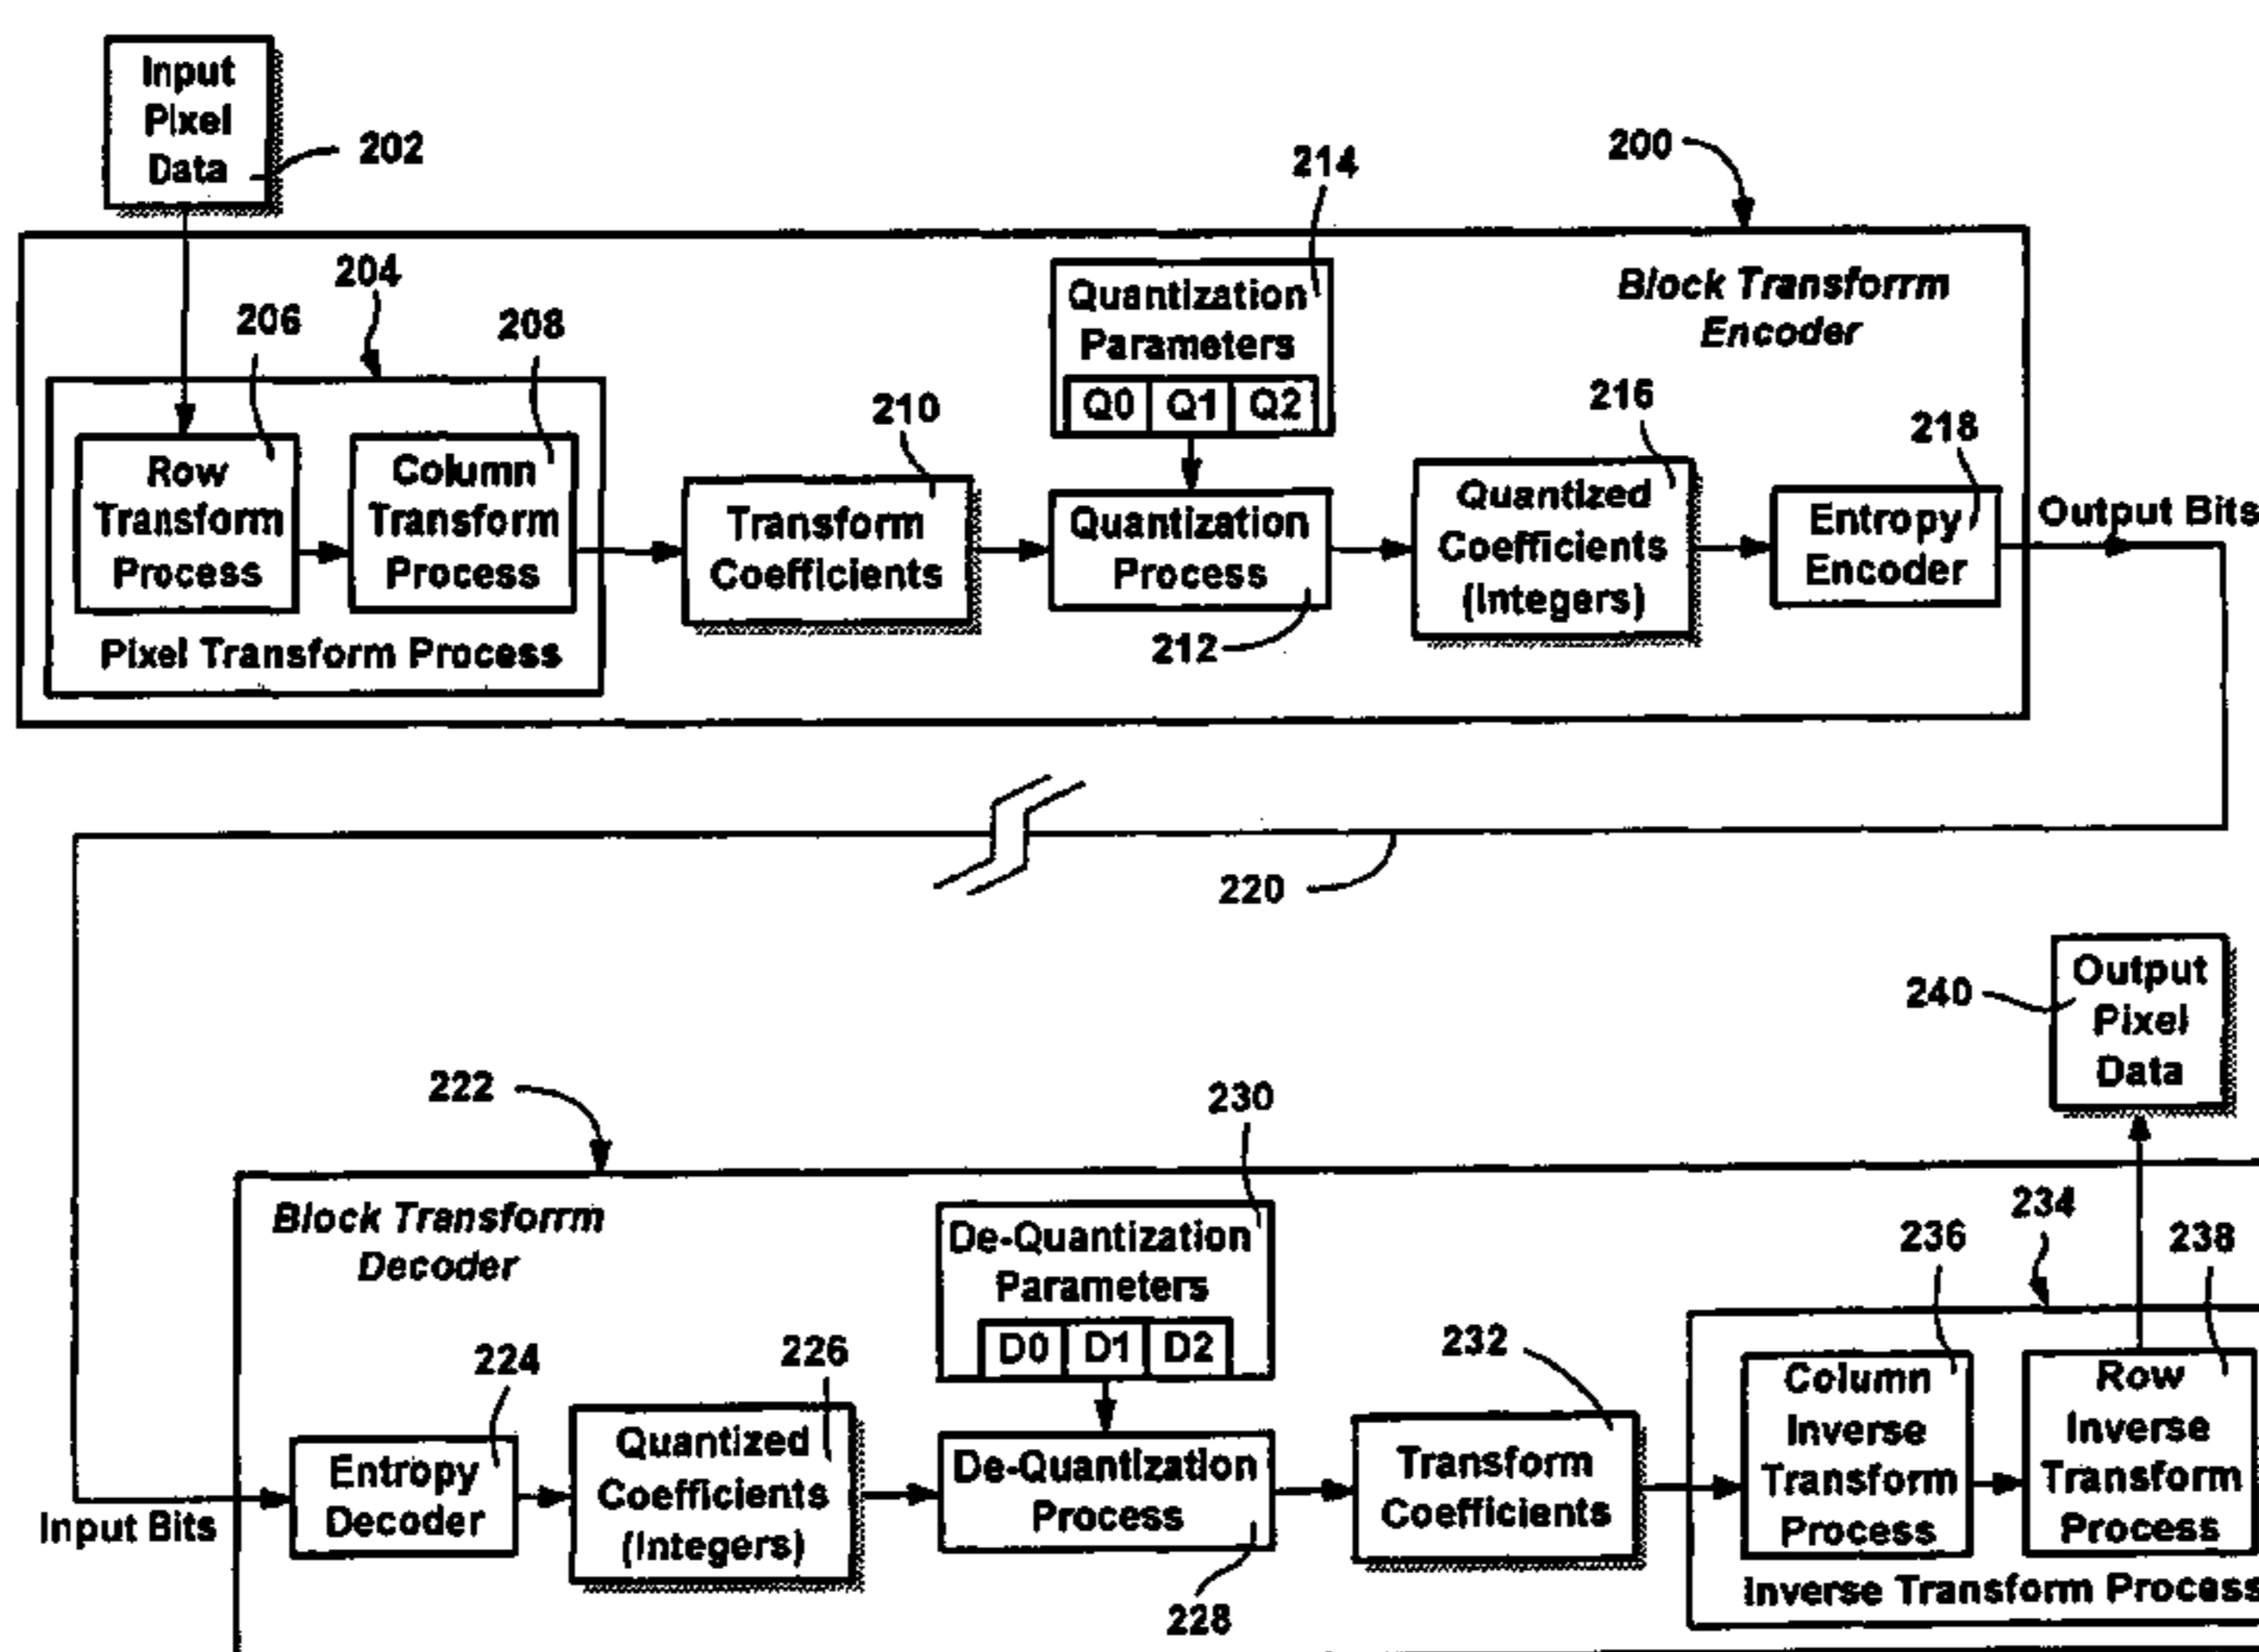 Input
Pixel
Data
202
200
214
204
206
208
Quantization
Parameters
Q0 Q1 Q2
Block Transforrm
Encoder
210
216
218
Row
Transform
Process
Column
Transform
Process
Transform
Coefficients
Quantization
Process
Quantized
Coefficients
(Integers)
Entropy
Encoder
Output Bits
212
Pixel Transform Process
220
240
Output
Pixel
Data
222
230
Block Transforrm
Decoder
De-Quantization
Parameters
D0 D1 D2
234
236
238
224
226
232
Input Bits
Entropy
Decoder
Quantized
Coefficients
(Integers)
De-Quantization
Process
228
Transform
Coefficients
Column
Inverse
Transform
Process
Row
Inverse
Transform
Process
Inverse Transform Process